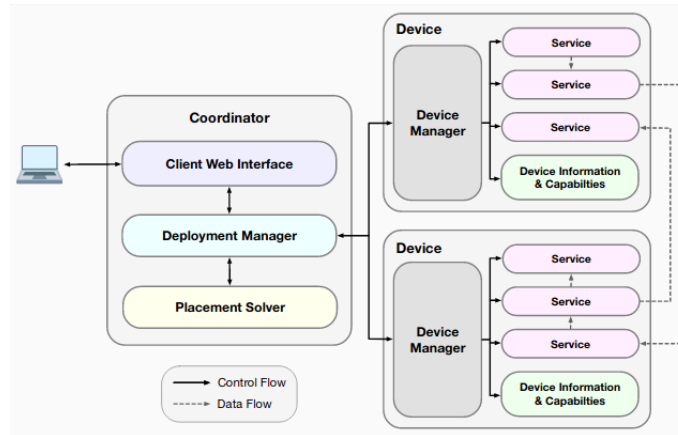 Coordinator
Client Web Interface
Deployment Manager
Placement Solver
Control Flow
Data Flow
Device
Device
Manager
Service
Service
Service
Device Information
& Capabilties
Device
Device
Manager
Service
Service
Service
Device Information
& Capabilties